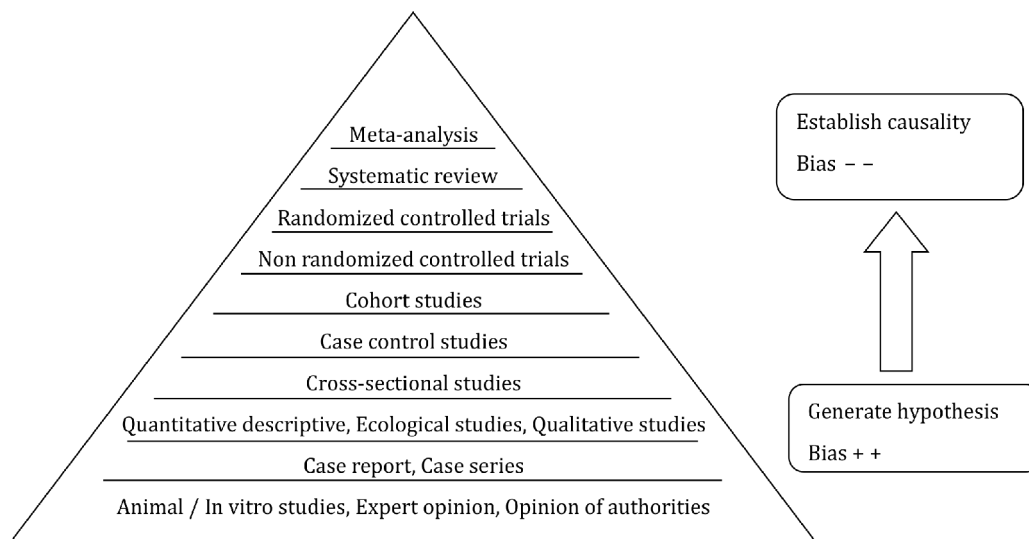 Meta-analysis
Systematic review
Randomized controlled trials
Non randomized controlled trials
Cohort studies
Case control studies
Cross-sectional studies
Quantitative descriptive, Ecological studies, Qualitative studies
Case report, Case series
Animal / In vitro studies, Expert opinion, Opinion of authorities
Establish causality
Bias – –
Generate hypothesis
Bias + +